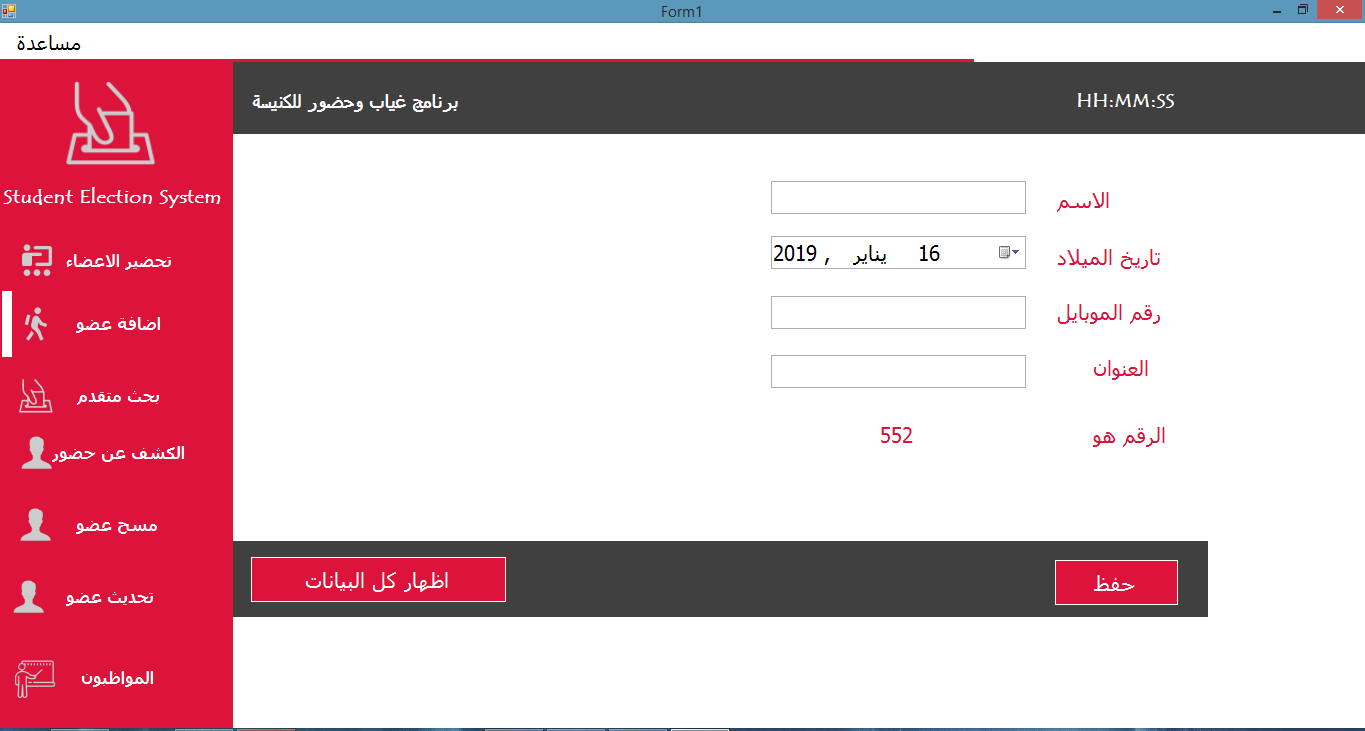 Form1
مساعدة
برنامج غياب وحضور للكنيسة
HH:MM:SS
Student Election System
تحضير الاعضاء
اضافة عضو
بحث متقدم
الكشف عن حضور
مسح عضو
تحديث عضو
المواظبون
الاسم
تاريخ الميلاد
16 يناير , 2019
رقم الموبايل
العنوان
الرقم هو
552
اظهار كل البيانات
حفظ